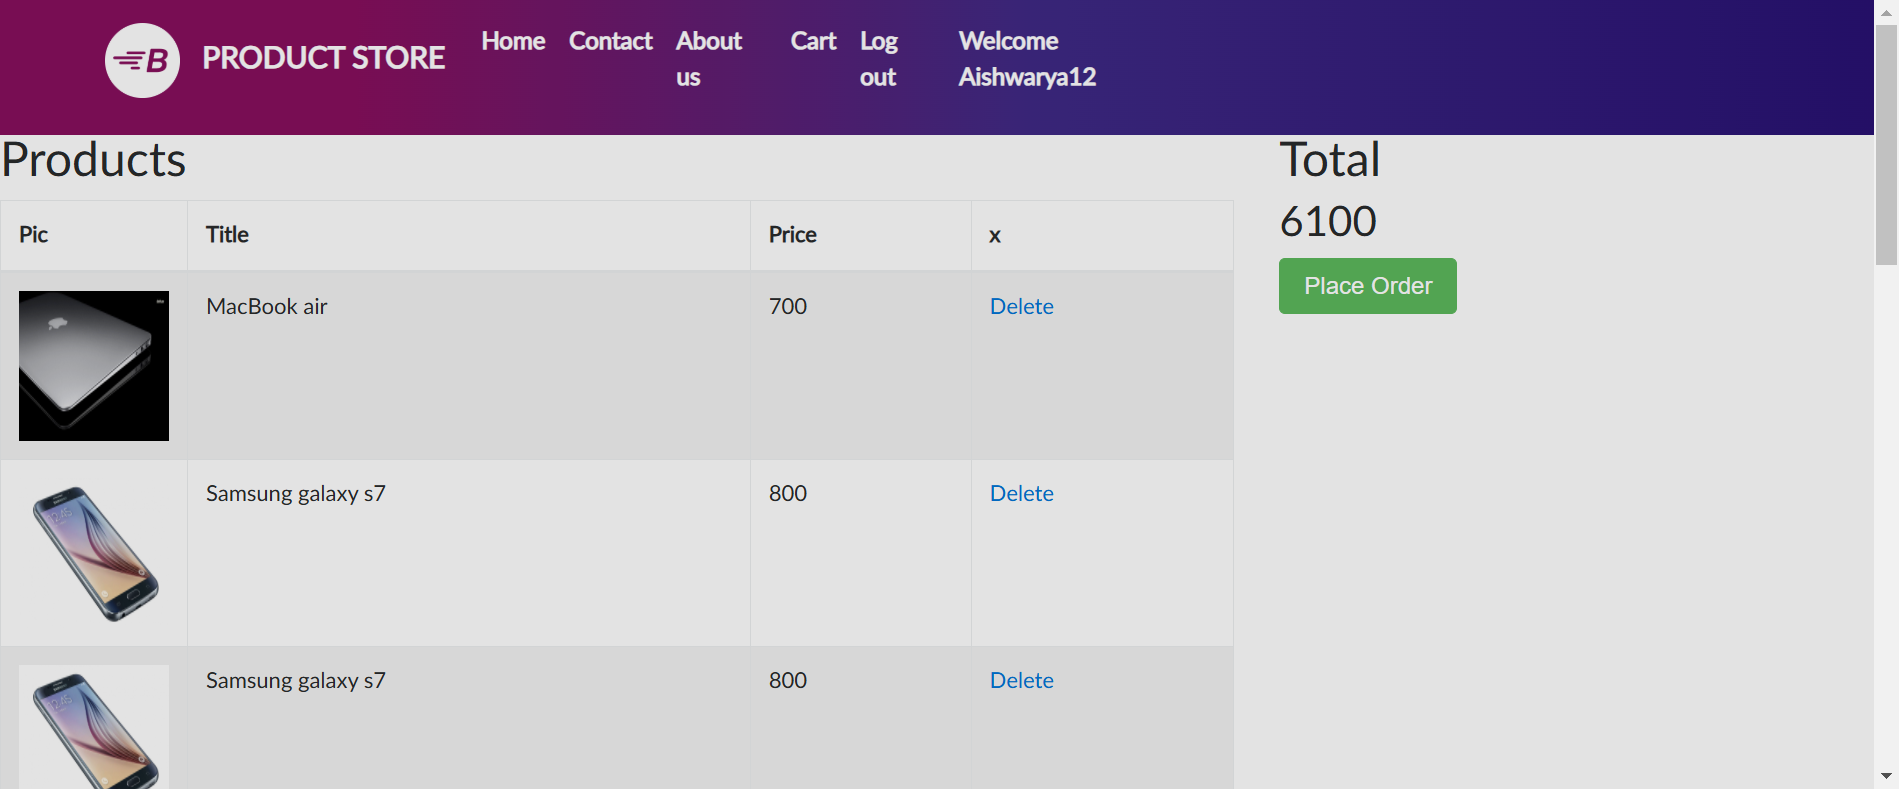 B PRODUCT STORE Home Contact About us Cart Log out Welcome Aishwarya12
Products
Total
6100
Place Order
Pic Title Price x
MacBook air 700 Delete
Samsung galaxy s7 800 Delete
Samsung galaxy s7 800 Delete